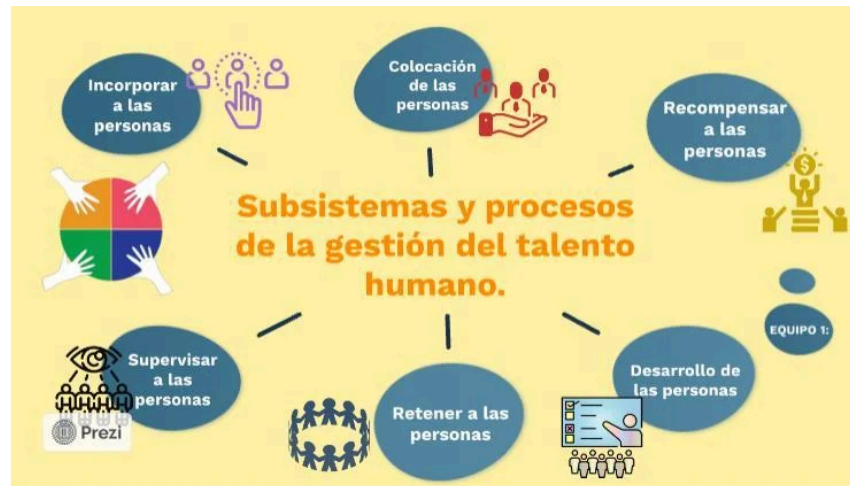 Incorporar
a las
personas
Colocación
de las
personas
Recompensar
a las
personas
Subsistemas y procesos
de la gestión del talento
humano.
EQUIPO 1:
Supervisar
a las
personas
Prezi
Retener a las
personas
Desarrollo de
las personas